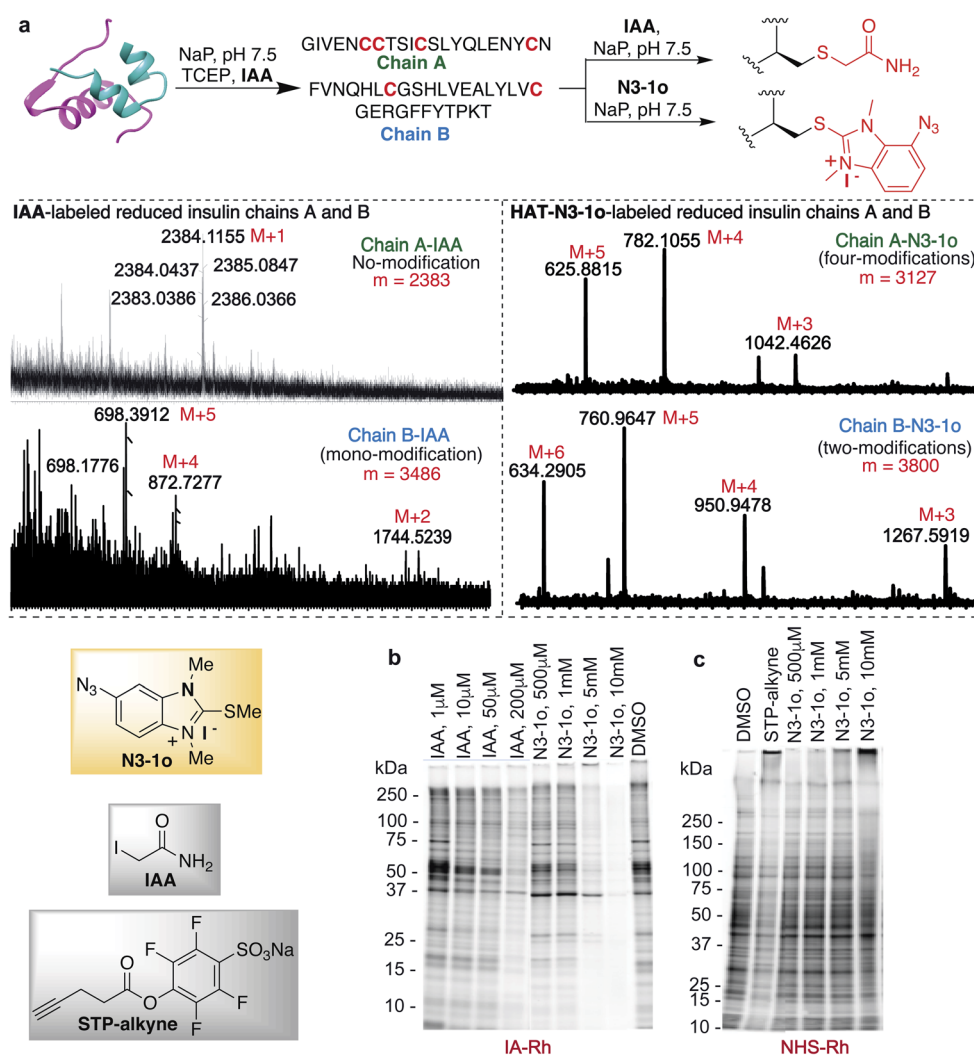 a
NaP, pH 7.5
TCEP, IAA
GIVENCCTSICSLYQLENYCN
Chain A
FVNQHLCGSHLVEALYLVC
GERGFFYTPKT
Chain B
IAA,
NaP, pH 7.5
N3-1o
NaP, pH 7.5
S
O
NH2
S
N
N3
+N
I -
IAA-labeled reduced insulin chains A and B
2384.1155 M+1
2384.0437 2385.0847
2383.0386 2386.0366
Chain A-IAA
No-modification
m = 2383
698.3912 M+5
698.1776
M+4
872.7277
Chain B-IAA
(mono-modification)
m = 3486
M+2
1744.5239
HAT-N3-1o-labeled reduced insulin chains A and B
M+5
625.8815
782.1055 M+4
Chain A-N3-1o
(four-modifications)
m = 3127
M+3
1042.4626
760.9647 M+5
M+6
634.2905
Chain B-N3-1o
(two-modifications)
m = 3800
M+4
950.9478
M+3
1267.5919
Me
N3
N
SMe
N
+ I -
Me
N3-1o
O
I
NH2
IAA
F
F
SO3Na
O
O
F
F
STP-alkyne
b
IAA, 1µM
IAA, 10µM
IAA, 50µM
IAA, 200µM
N3-1o, 500µM
N3-1o, 1mM
N3-1o, 5mM
N3-1o, 10mM
DMSO
kDa
250 -
100 -
75 -
50 -
37 -
25 -
15 -
10 -
IA-Rh
c
DMSO
STP-alkyne
N3-1o, 500µM
N3-1o, 1mM
N3-1o, 5mM
N3-1o, 10mM
kDa
250 -
150 -
100 -
75 -
50 -
37 -
25 -
15 -
10 -
NHS-Rh